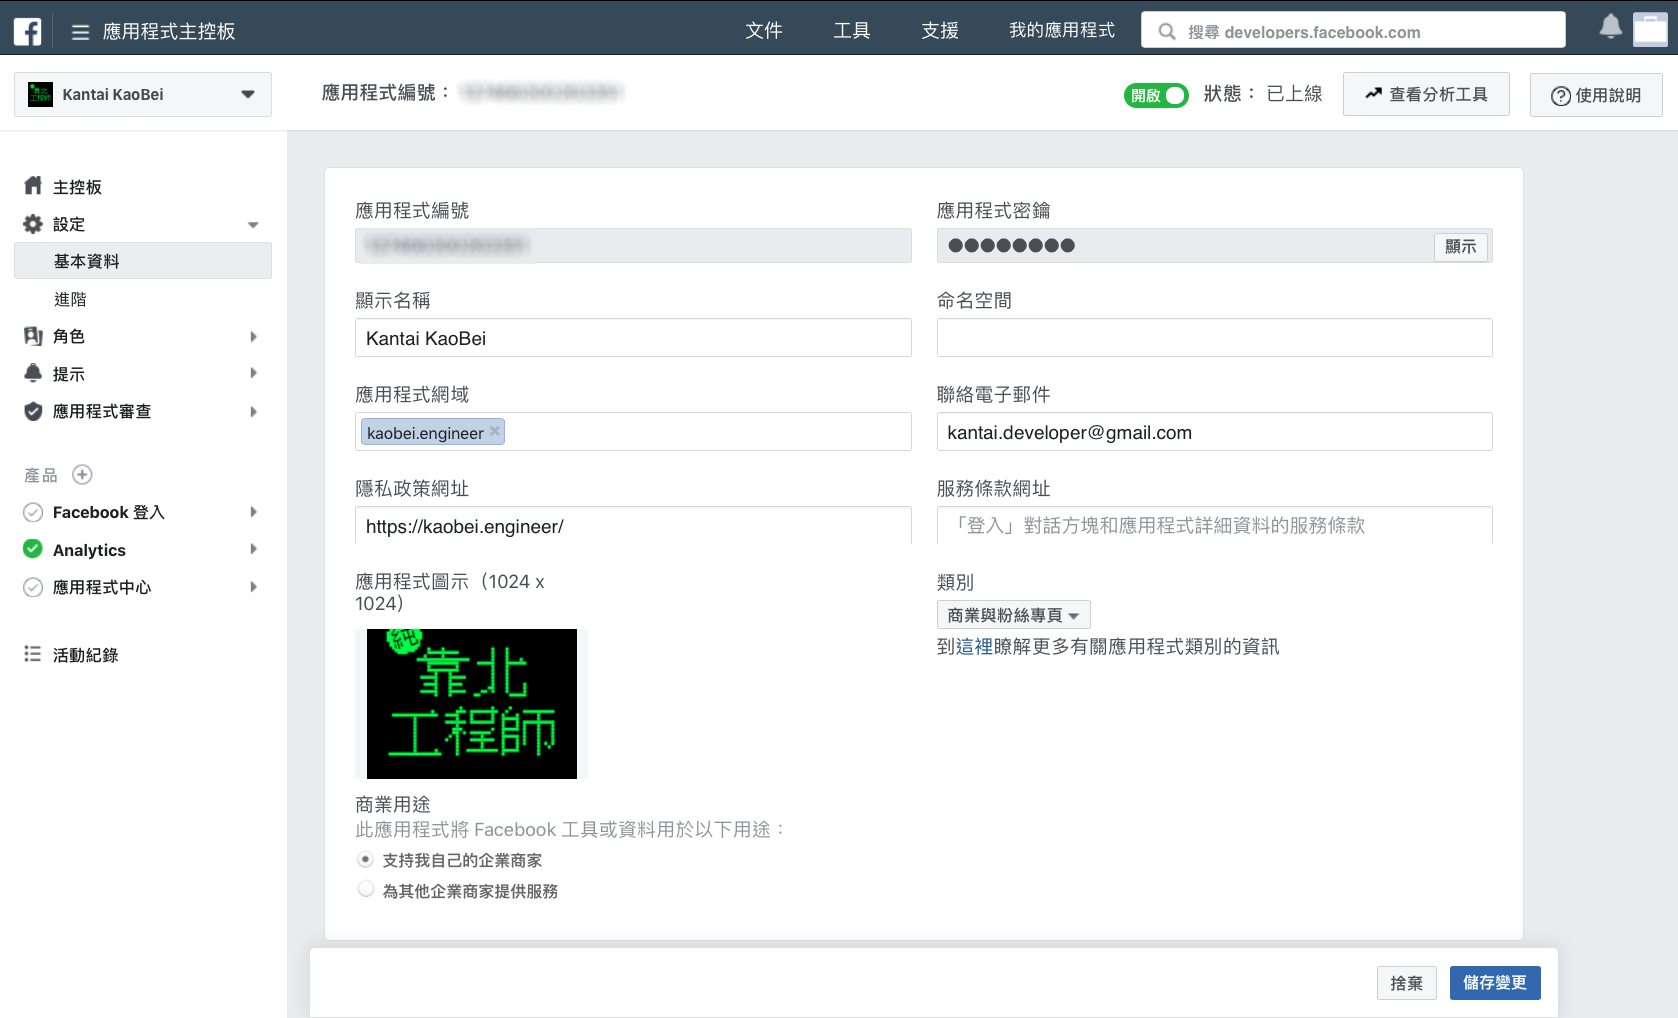 應用程式主控板
文件
工具
支援
我的應用程式
搜尋 developers.facebook.com
Kantai KaoBei
應用程式編號：
開啟
狀態： 已上線
查看分析工具
使用說明
主控板
設定
基本資料
進階
角色
提示
應用程式審查
產品
Facebook 登入
Analytics
應用程式中心
活動紀錄
應用程式編號
應用程式密鑰
●●●●●●●●
顯示
顯示名稱
Kantai KaoBei
命名空間
應用程式網域
kaobei.engineer ×
聯絡電子郵件
kantai.developer@gmail.com
隱私政策網址
https://kaobei.engineer/
服務條款網址
「登入」對話方塊和應用程式詳細資料的服務條款
應用程式圖示（1024 x
1024）
純
靠北
工程師
類別
商業與粉絲專頁
到這裡瞭解更多有關應用程式類別的資訊
商業用途
此應用程式將 Facebook 工具或資料用於以下用途：
支持我自己的企業商家
為其他企業商家提供服務
捨棄
儲存變更